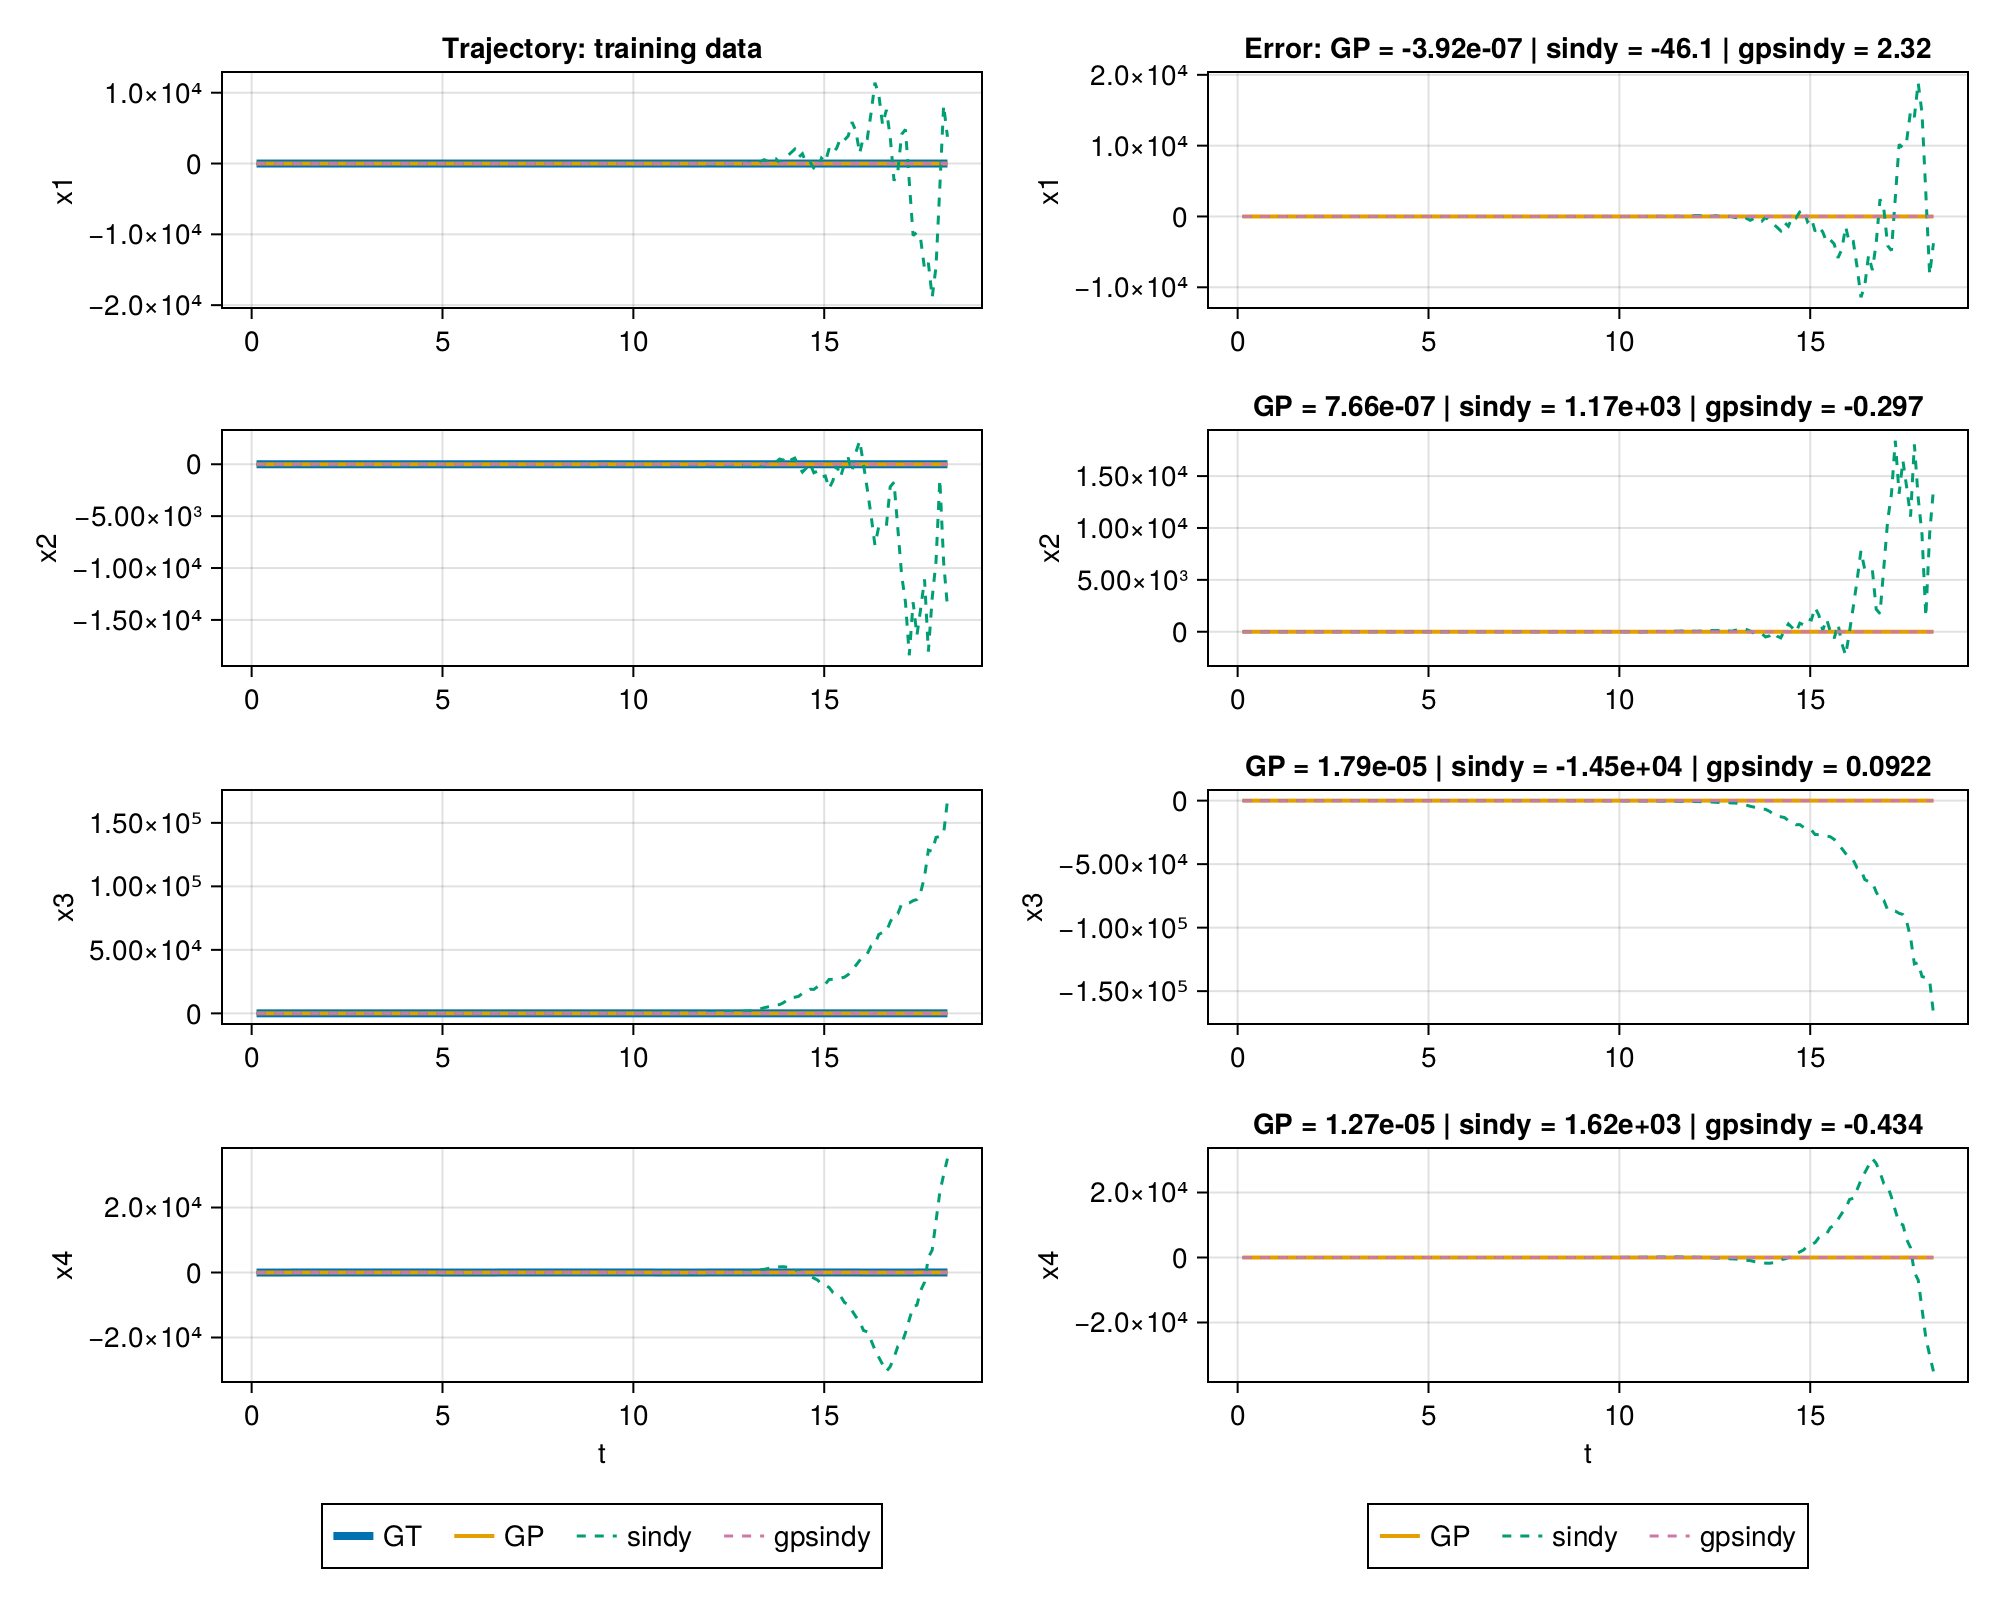 Trajectory: training data
1.0×10⁴
0
−1.0×10⁴
−2.0×10⁴
x1
0 5 10 15
Error: GP = -3.92e-07 | sindy = -46.1 | gpsindy = 2.32
2.0×10⁴
1.0×10⁴
0
−1.0×10⁴
x1
0 5 10 15
0
−5.00×10³
−1.00×10⁴
−1.50×10⁴
x2
0 5 10 15
GP = 7.66e-07 | sindy = 1.17e+03 | gpsindy = -0.297
1.50×10⁴
1.00×10⁴
5.00×10³
0
x2
0 5 10 15
1.50×10⁵
1.00×10⁵
5.00×10⁴
0
x3
0 5 10 15
GP = 1.79e-05 | sindy = -1.45e+04 | gpsindy = 0.0922
0
−5.00×10⁴
−1.00×10⁵
−1.50×10⁵
x3
0 5 10 15
2.0×10⁴
0
−2.0×10⁴
x4
0 5 10 15
t
GP = 1.27e-05 | sindy = 1.62e+03 | gpsindy = -0.434
2.0×10⁴
0
−2.0×10⁴
x4
0 5 10 15
t
GT GP sindy gpsindy
GP sindy gpsindy